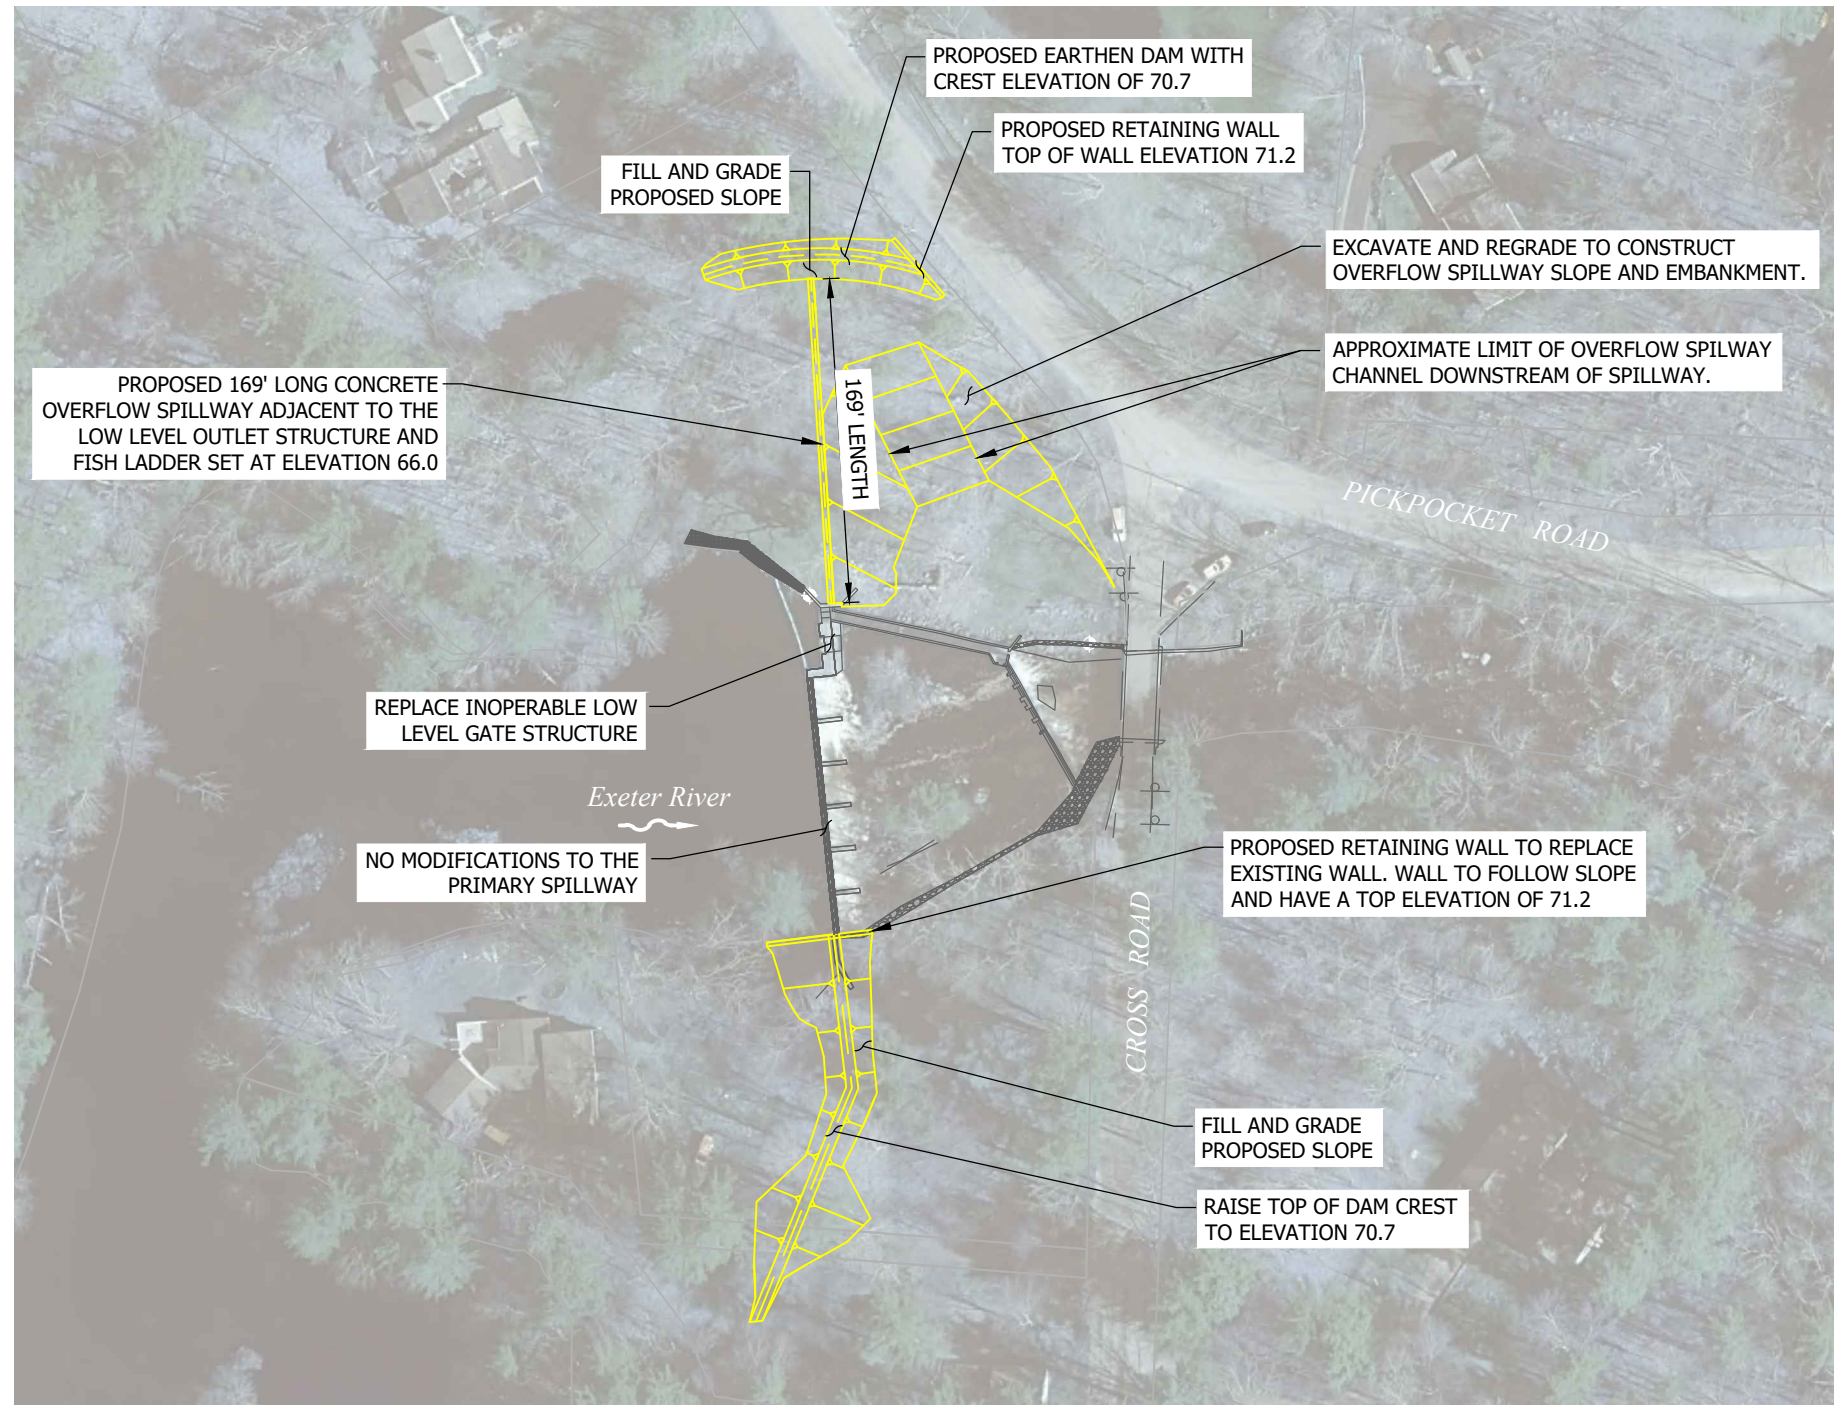 PROPOSED EARTHEN DAM WITH
CREST ELEVATION OF 70.7
PROPOSED RETAINING WALL
TOP OF WALL ELEVATION 71.2
FILL AND GRADE
PROPOSED SLOPE
EXCAVATE AND REGRADE TO CONSTRUCT
OVERFLOW SPILLWAY SLOPE AND EMBANKMENT.
APPROXIMATE LIMIT OF OVERFLOW SPILWAY
CHANNEL DOWNSTREAM OF SPILLWAY.
PROPOSED 169' LONG CONCRETE
OVERFLOW SPILLWAY ADJACENT TO THE
LOW LEVEL OUTLET STRUCTURE AND
FISH LADDER SET AT ELEVATION 66.0
169' LENGTH
PICKPOCKET ROAD
REPLACE INOPERABLE LOW
LEVEL GATE STRUCTURE
Exeter River
NO MODIFICATIONS TO THE
PRIMARY SPILLWAY
PROPOSED RETAINING WALL TO REPLACE
EXISTING WALL. WALL TO FOLLOW SLOPE
AND HAVE A TOP ELEVATION OF 71.2
CROSS ROAD
FILL AND GRADE
PROPOSED SLOPE
RAISE TOP OF DAM CREST
TO ELEVATION 70.7